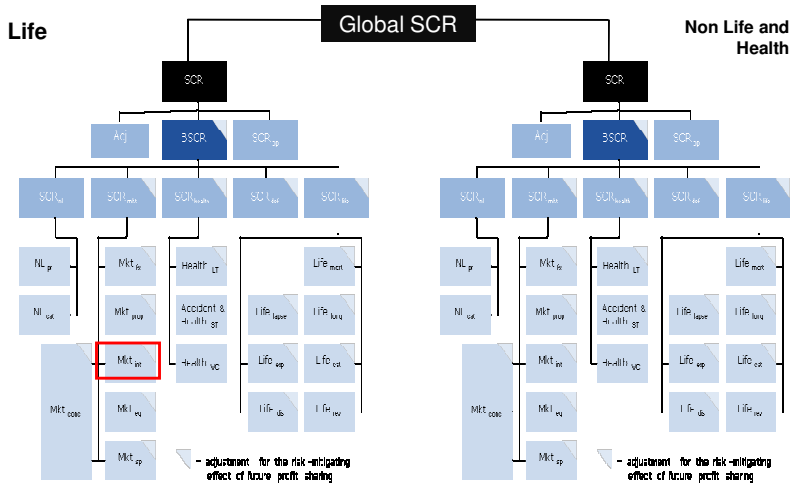 Global SCR
Life
Non Life and
Health
SCR
Adj
BSCR
SCR op
SCR nl
SCR mkt
SCR health
SCR def
SCR life
NL pr
Mkt fx
Health LT
Life mort
NL cat
Mkt prop
Accident &
Health ST
Life lapse
Life long
Mkt conc
Mkt int
Health WC
Life exp
Life cat
Mkt eq
Life dis
Life rev
Mkt sp
= adjustment for the risk-mitigating
effect of future profit sharing
SCR
Adj
BSCR
SCR op
SCR nl
SCR mkt
SCR health
SCR def
SCR life
NL pr
Mkt fx
Health LT
Life mort
NL cat
Mkt prop
Accident &
Health ST
Life lapse
Life long
Mkt conc
Mkt int
Health WC
Life exp
Life cat
Mkt eq
Life dis
Life rev
Mkt sp
= adjustment for the risk-mitigating
effect of future profit sharing